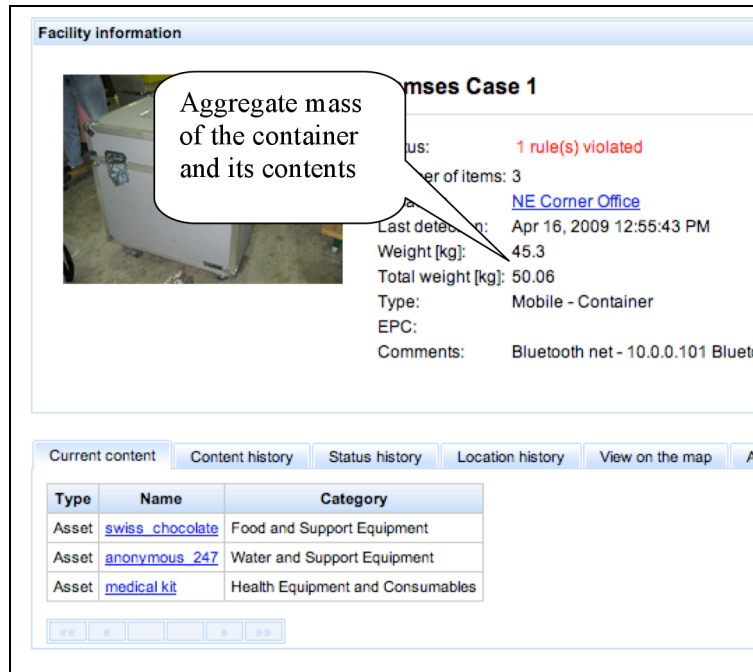 Facility information
Aggregate mass
of the container
and its contents
mses Case 1
us: 1 rule(s) violated
er of items: 3
NE Corner Office
Last dete n: Apr 16, 2009 12:55:43 PM
Weight [kg]: 45.3
Total weight [kg]: 50.06
Type: Mobile - Container
EPC:
Comments: Bluetooth net - 10.0.0.101 Bluet
Current content Content history Status history Location history View on the map A
Type Name Category
Asset swiss_chocolate Food and Support Equipment
Asset anonymous_247 Water and Support Equipment
Asset medical kit Health Equipment and Consumables
«« « » »»